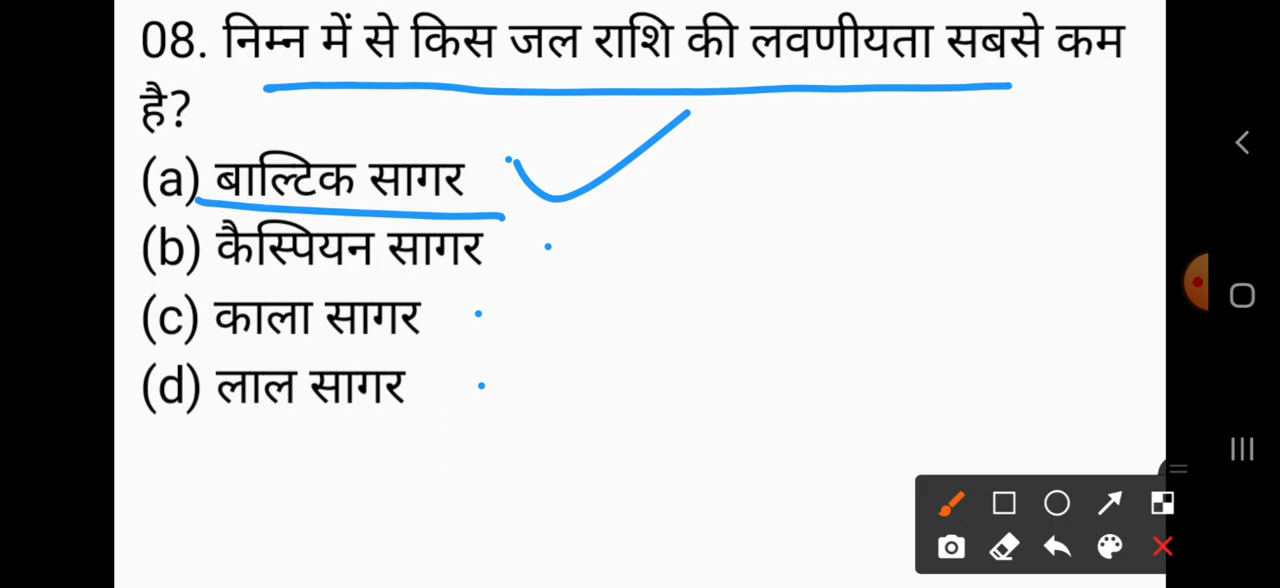 08. निम्न में से किस जल राशि की लवणीयता सबसे कम
है?
(a) बाल्टिक सागर
(b) कैस्पियन सागर
(c) काला सागर
(d) लाल सागर